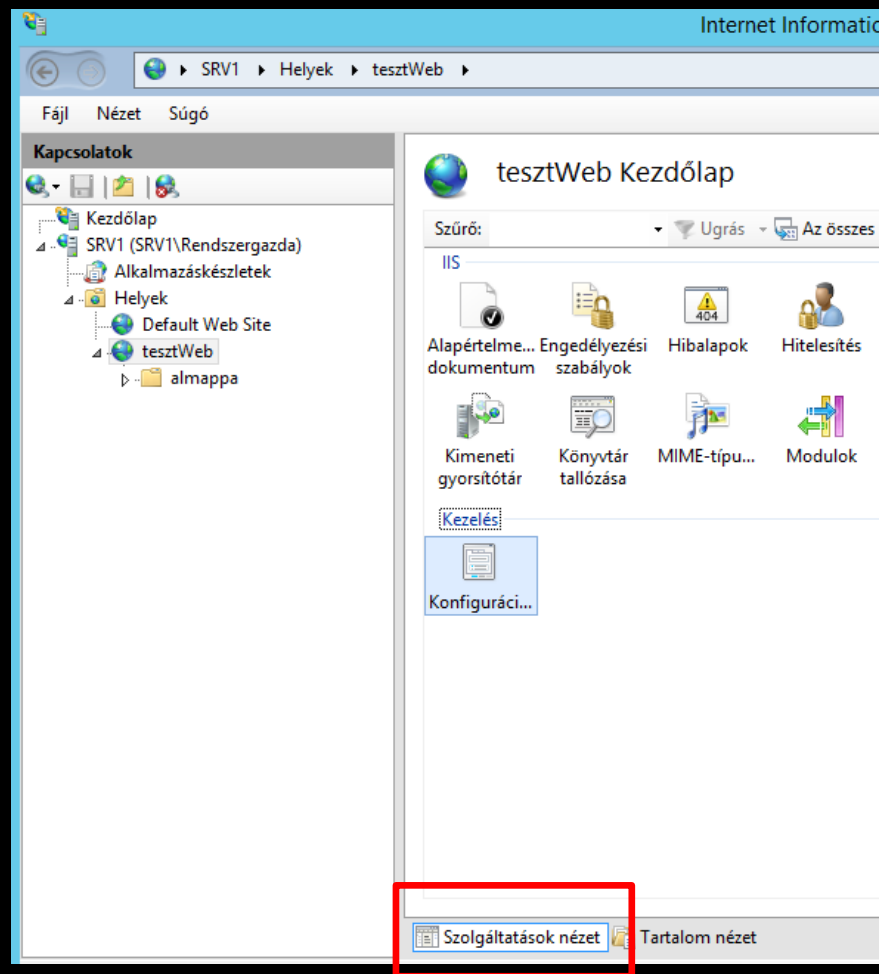 Internet Informatic
SRV1 Helyek tesztWeb
Fájl Nézet Súgó
Kapcsolatok
Kezdőlap
SRV1 (SRV1\Rendszergazda)
Alkalmazáskészletek
Helyek
Default Web Site
tesztWeb
almappa
tesztWeb Kezdőlap
Szűrő: Ugrás Az összes
IIS
Alapértelme... Engedélyezési Hibalapok Hitelesítés
dokumentum szabályok
404
Kimeneti Könyvtár MIME-típu... Modulok
gyorsítótár tallózása
Kezelés
Konfiguráci...
Szolgáltatások nézet Tartalom nézet